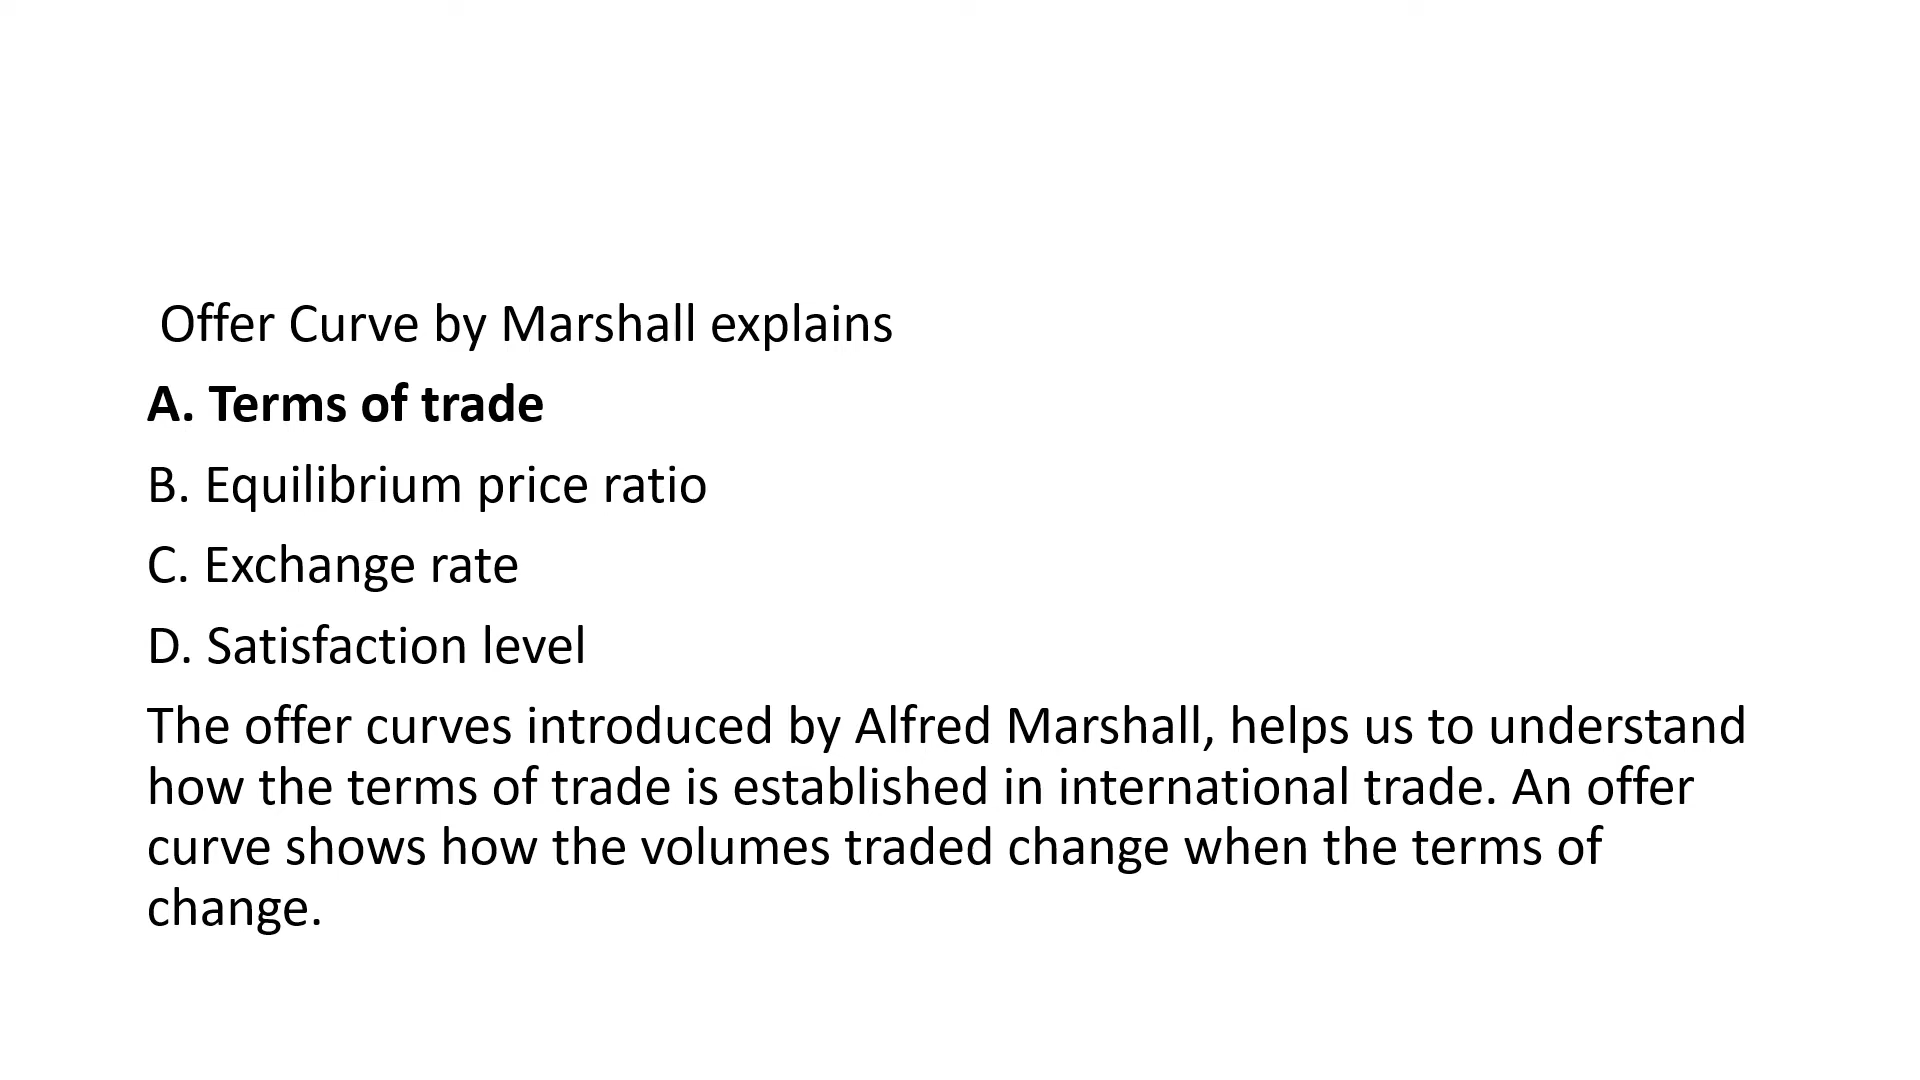 Offer Curve by Marshall explains
A. Terms of trade
B. Equilibrium price ratio
C. Exchange rate
D. Satisfaction level
The offer curves introduced by Alfred Marshall, helps us to understand
how the terms of trade is established in international trade. An offer
curve shows how the volumes traded change when the terms of
change.